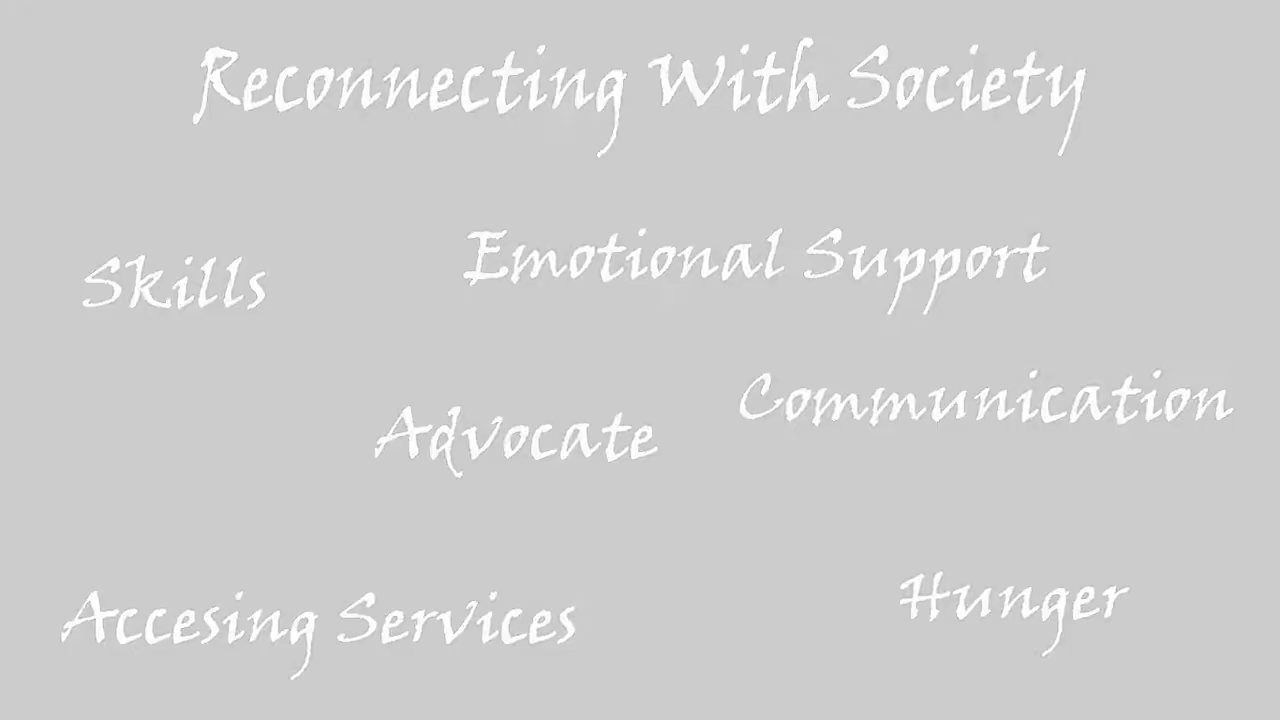 Reconnecting With Society
Skills
Emotional Support
Advocate
Communication
Accesing Services
Hunger